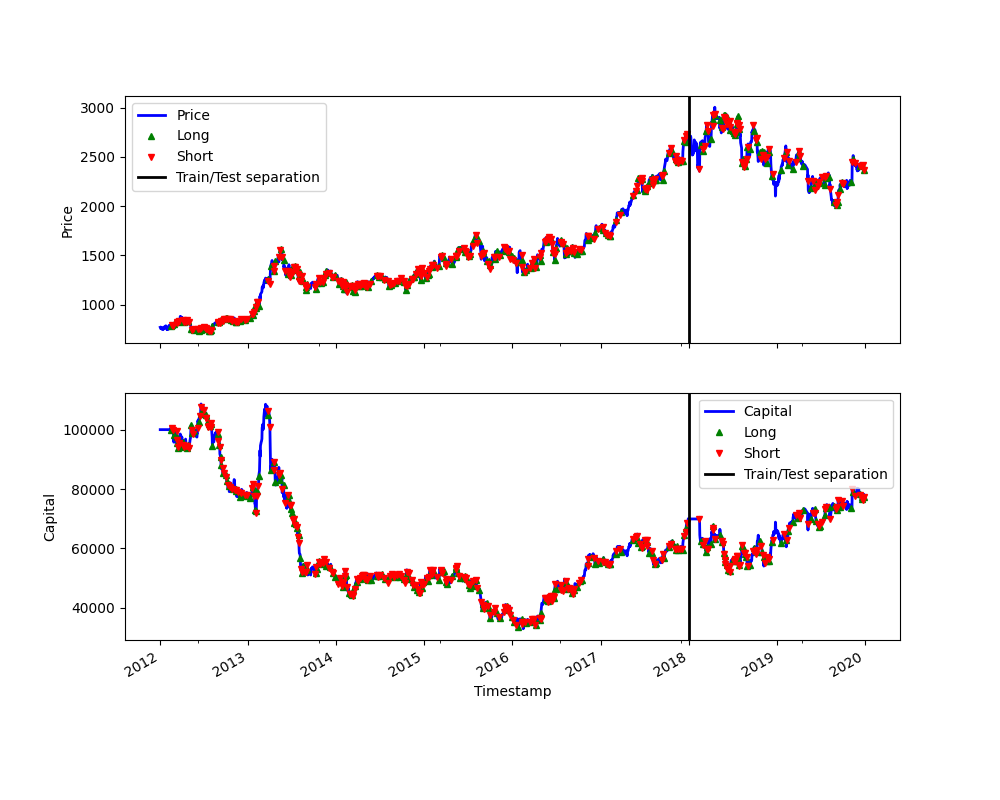 3000
2500
2000
1500
1000
Price
Price
Long
Short
Train/Test separation
100000
80000
60000
40000
Capital
Capital
Long
Short
Train/Test separation
2012 2013 2014 2015 2016 2017 2018 2019 2020
Timestamp